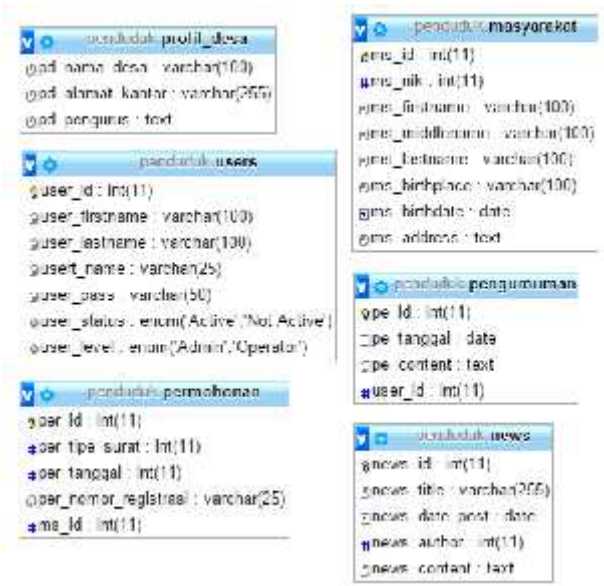 penduduk profil_desa
pd_nama_desa : varchar(100)
pd_alamat_kantor : varchar(255)
pd_pengurus : text
penduduk users
user_id : int(11)
user_firstname : varchar(100)
user_lastname : varchar(100)
usert_name : varchar(25)
user_pass : varchar(50)
user_status : enum('Active','Not Active')
user_level : enum('Admin','Operator')
penduduk permohonan
per_id : int(11)
per_tipe_surat : int(11)
per_tanggal : int(11)
per_nomor_registrasi : varchar(25)
ms_id : int(11)
penduduk masyarakat
ms_id : int(11)
ms_nik : int(11)
ms_firstname : varchar(100)
ms_middlename : varchar(100)
ms_lastname : varchar(100)
ms_birthplace : varchar(100)
ms_birthdate : date
ms_address : text
penduduk pengumuman
pe_id : int(11)
pe_tanggal : date
pe_content : text
user_id : int(11)
penduduk news
news_id : int(11)
news_title : varchar(255)
news_date_post : date
news_author : int(11)
news_content : text